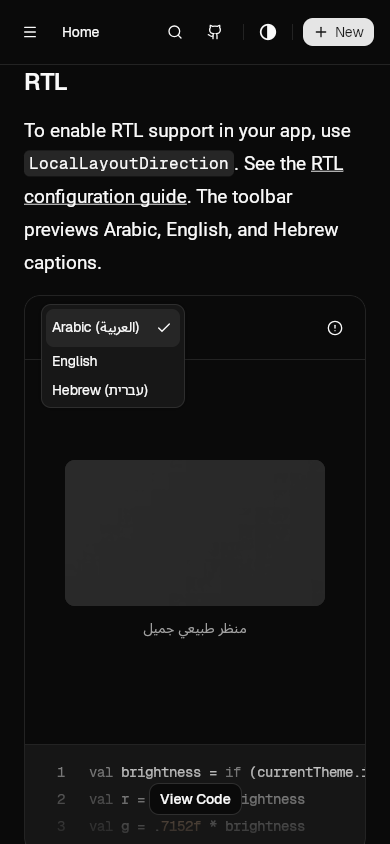 Home
New
RTL
To enable RTL support in your app, use
LocalLayoutDirection. See the RTL
configuration guide. The toolbar
previews Arabic, English, and Hebrew
captions.
Arabic (العربية)
English
Hebrew (עברית)
منظر طبيعي جميل
1 val brightness = if (currentTheme.i
2 val r = ightness
View Code
3 val g = .7152f * brightness